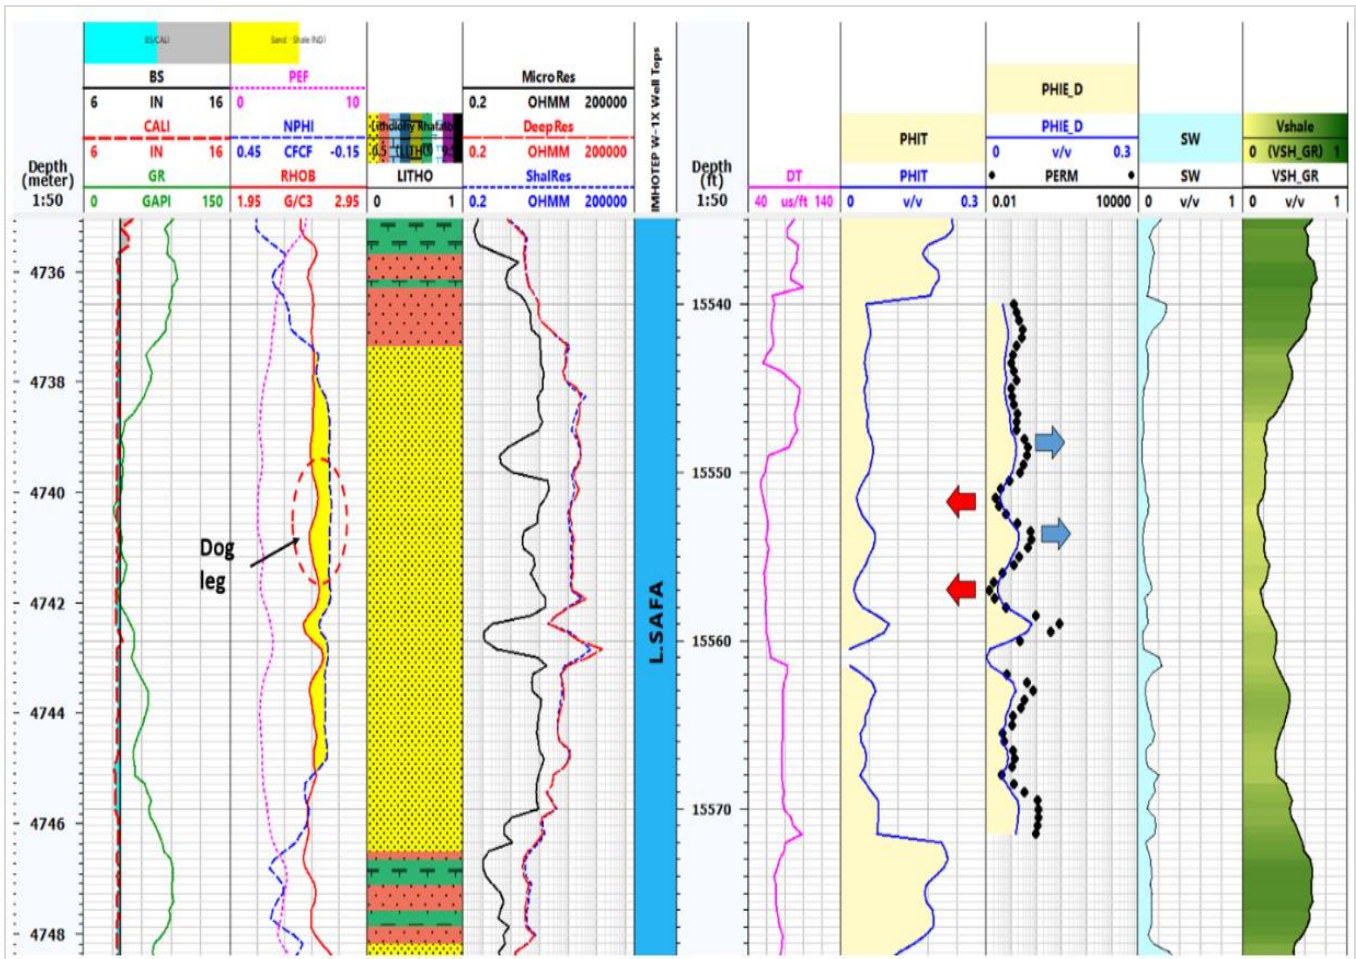 BS/CALI
Sand - Shale (ND)
BS
6 IN 16
CALI
6 IN 16
GR
0 GAPI 150
PEF
0 10
NPHI
0.45 CFCF -0.15
RHOB
1.95 G/C3 2.95
LITHO
0 1
MicroRes
0.2 OHMM 200000
DeepRes
0.2 OHMM 200000
ShalRes
0.2 OHMM 200000
IMHOTEP W-1X Well Tops
Depth
(meter)
1:50
Depth
(ft)
1:50
DT
40 us/ft 140
PHIT
PHIT
0 v/v 0.3
PHIE_D
PHIE_D
0 v/v 0.3
PERM
0.01 10000
SW
SW
0 v/v 1
Vshale
0 (VSH_GR) 1
VSH_GR
0 v/v 1
4736
4738
4740
4742
4744
4746
4748
Dog
leg
L.SAFA
15540
15550
15560
15570